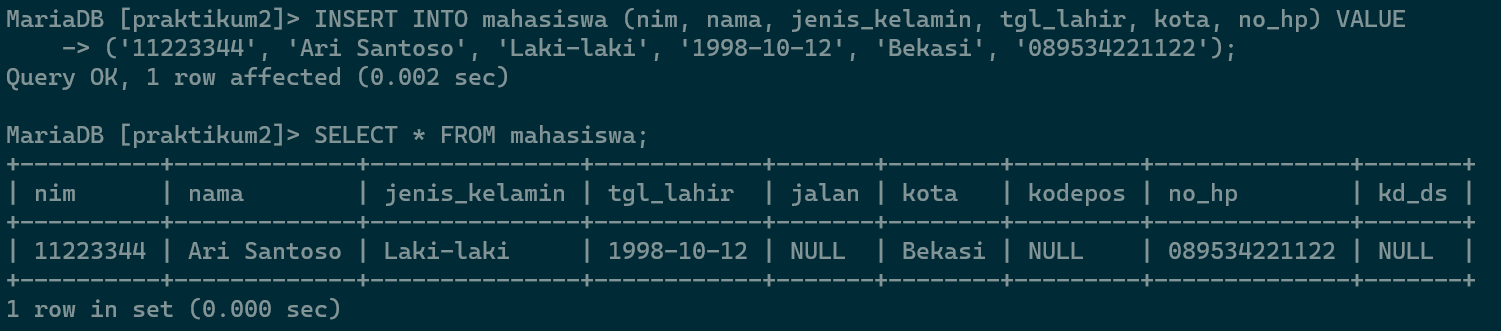 MariaDB [praktikum2]> INSERT INTO mahasiswa (nim, nama, jenis_kelamin, tgl_lahir, kota, no_hp) VALUE
    -> ('11223344', 'Ari Santoso', 'Laki-laki', '1998-10-12', 'Bekasi', '089534221122');
Query OK, 1 row affected (0.002 sec)

MariaDB [praktikum2]> SELECT * FROM mahasiswa;
+----------+-------------+---------------+------------+-------+--------+---------+--------------+-------+
| nim      | nama        | jenis_kelamin | tgl_lahir  | jalan | kota   | kodepos | no_hp        | kd_ds |
+----------+-------------+---------------+------------+-------+--------+---------+--------------+-------+
| 11223344 | Ari Santoso | Laki-laki     | 1998-10-12 | NULL  | Bekasi | NULL    | 089534221122 | NULL  |
+----------+-------------+---------------+------------+-------+--------+---------+--------------+-------+
1 row in set (0.000 sec)